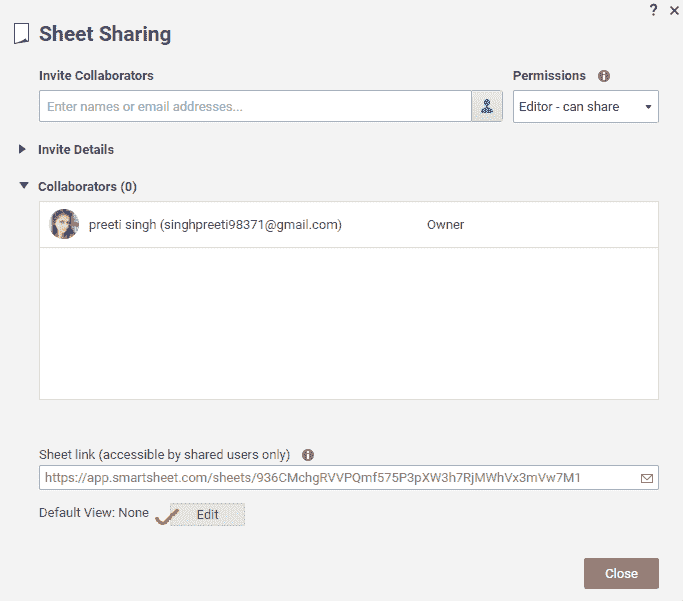 ? ×
Sheet Sharing
Invite Collaborators
Permissions
Enter names or email addresses...
Editor - can share
Invite Details
Collaborators (0)
preeti singh (singhpreeti98371@gmail.com) Owner
Sheet link (accessible by shared users only)
https://app.smartsheet.com/sheets/936CMchgRVVPQmf575P3pXW3h7RjMWhVx3mVw7M1
Default View: None Edit
Close